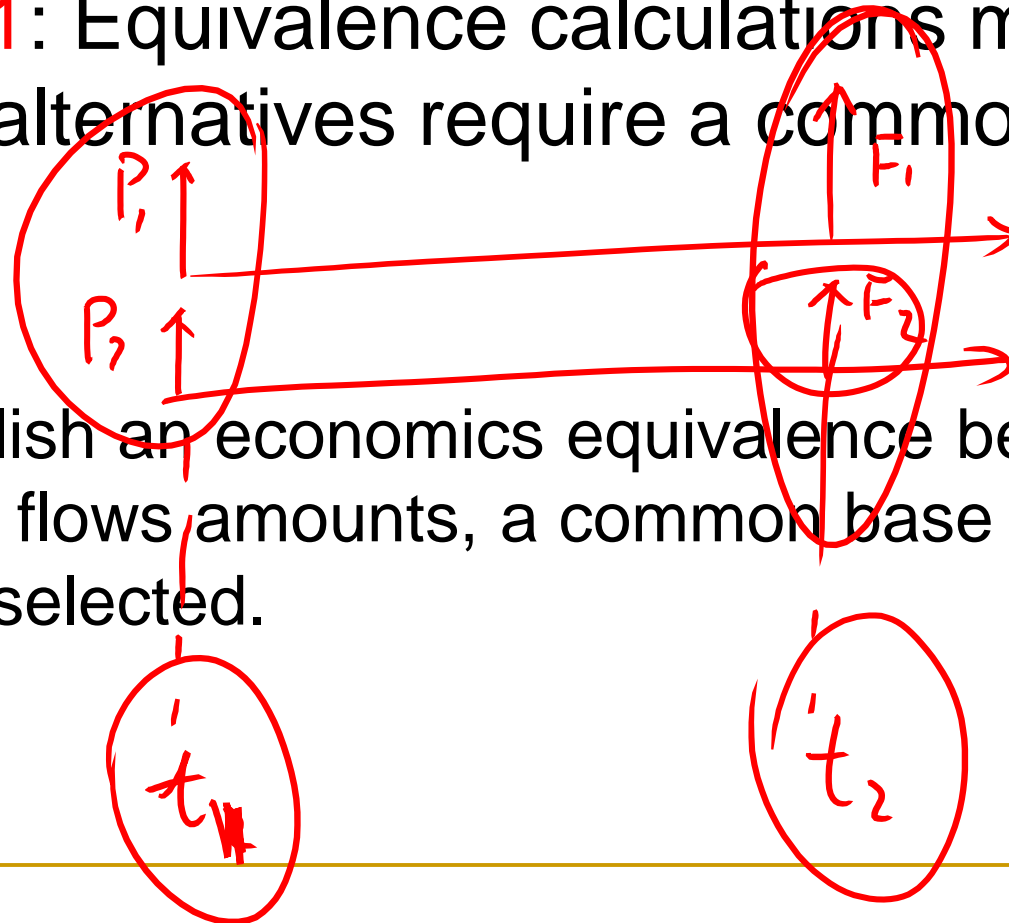 1: Equivalence calculations m
alternatives require a commo
P₁ F₁
P₂ F₂
lish an economics equivalence be
flows amounts, a common base
selected.
t t₂